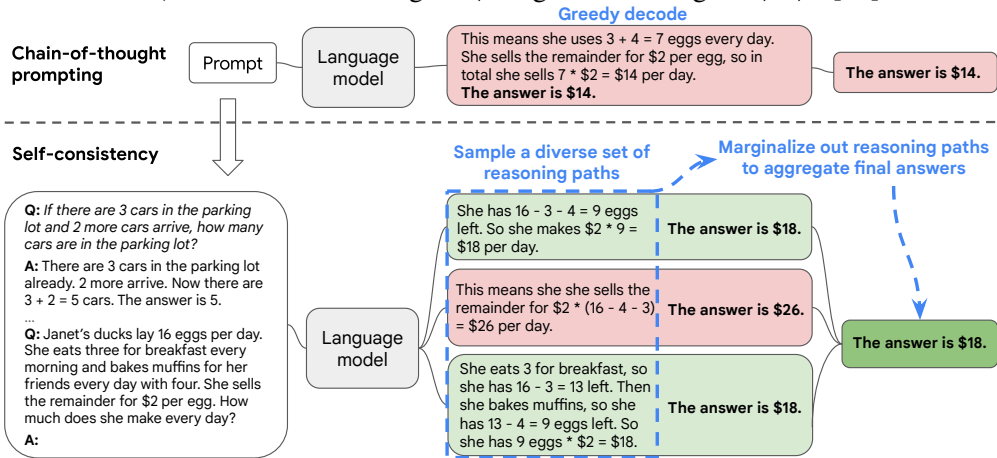 Greedy decode
Chain-of-thought
prompting
Prompt
Language
model
This means she uses 3 + 4 = 7 eggs every day.
She sells the remainder for $2 per egg, so in
total she sells 7 * $2 = $14 per day.
The answer is $14.
The answer is $14.
Self-consistency
Sample a diverse set of
reasoning paths
Marginalize out reasoning paths
to aggregate final answers
Q: If there are 3 cars in the parking
lot and 2 more cars arrive, how many
cars are in the parking lot?
A: There are 3 cars in the parking lot
already. 2 more arrive. Now there are
3 + 2 = 5 cars. The answer is 5.
...
Q: Janet's ducks lay 16 eggs per day.
She eats three for breakfast every
morning and bakes muffins for her
friends every day with four. She sells
the remainder for $2 per egg. How
much does she make every day?
A:
Language
model
She has 16 - 3 - 4 = 9 eggs
left. So she makes $2 * 9 =
$18 per day.
The answer is $18.
This means she she sells the
remainder for $2 * (16 - 4 - 3)
= $26 per day.
The answer is $26.
She eats 3 for breakfast, so
she has 16 - 3 = 13 left. Then
she bakes muffins, so she
has 13 - 4 = 9 eggs left. So
she has 9 eggs * $2 = $18.
The answer is $18.
The answer is $18.